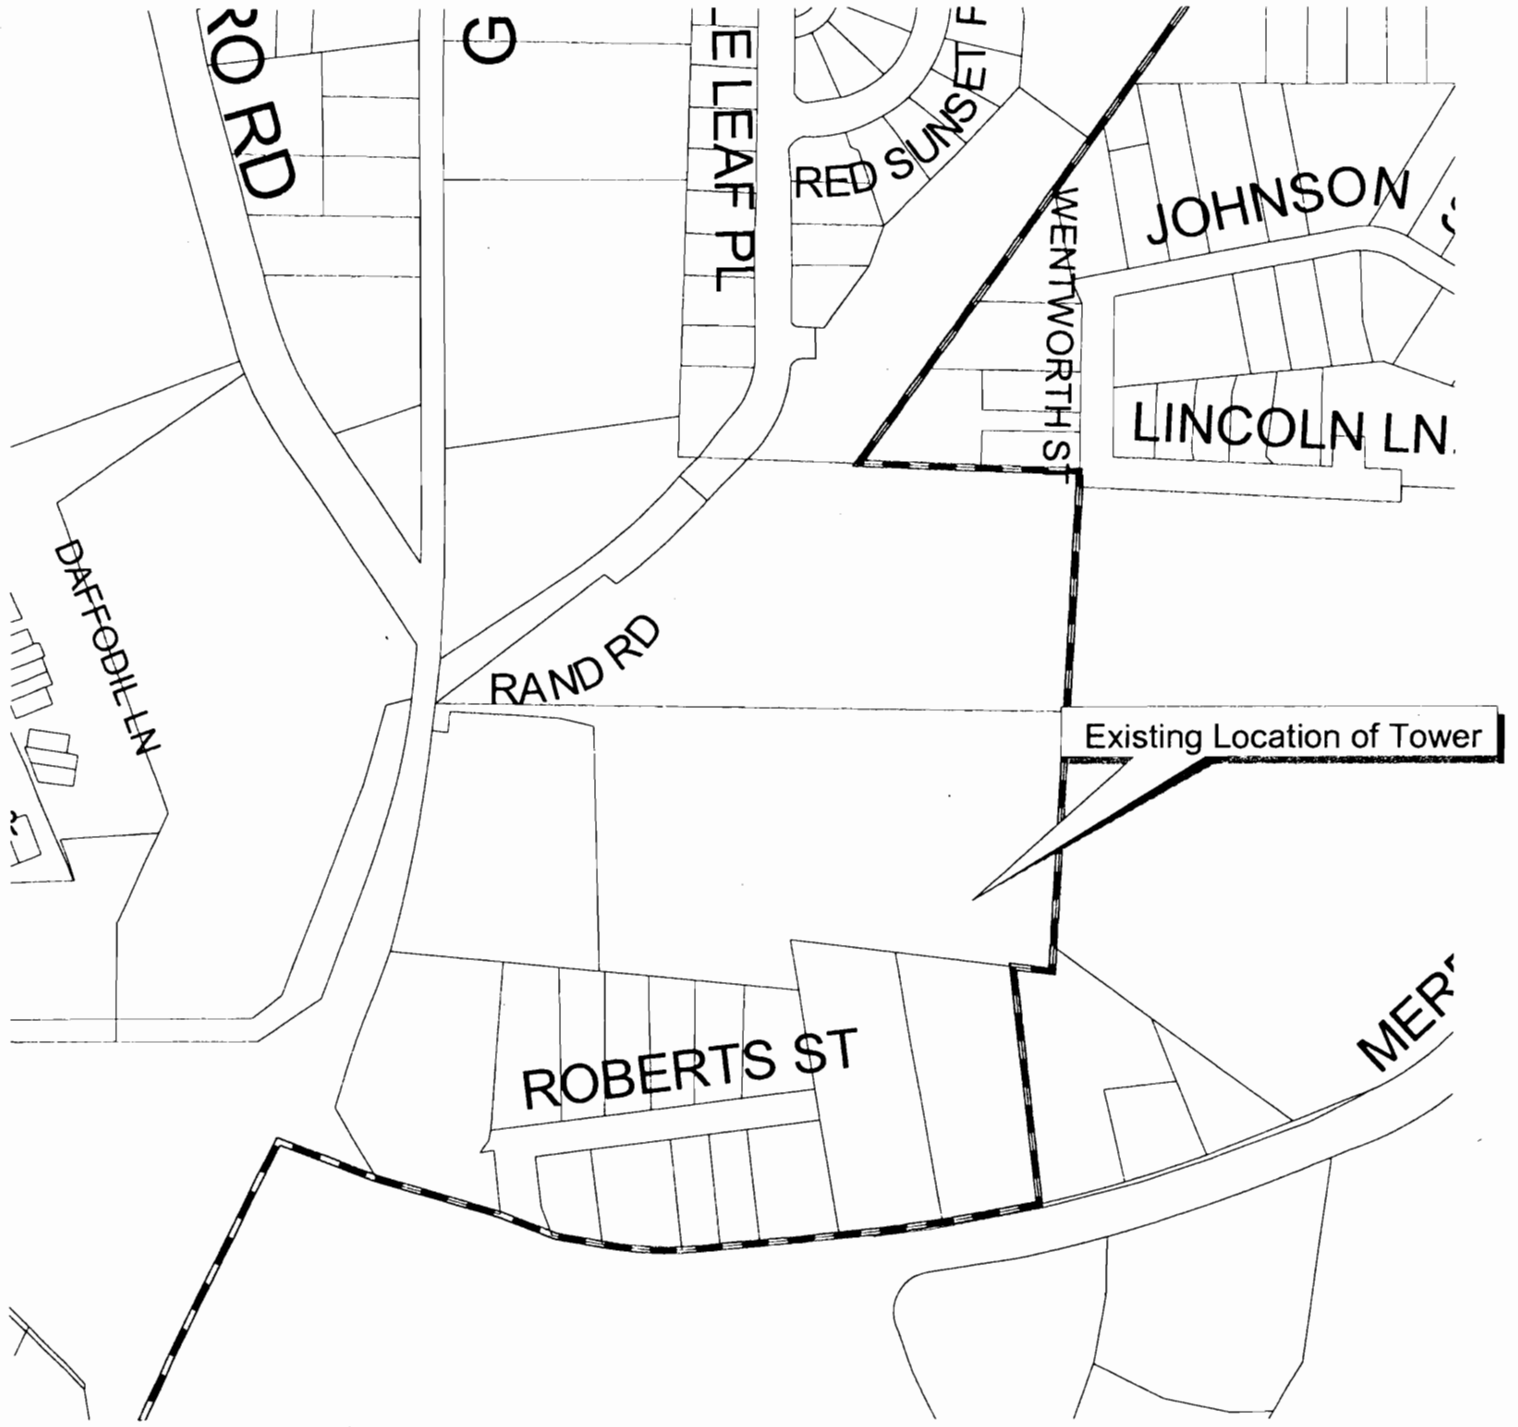 RO RD
G
LE LEAF PL
RED SUNSET
WENTWORTH ST
JOHNSON
LINCOLN LN
DAFFODIL LN
RAND RD
Existing Location of Tower
ROBERTS ST
MER